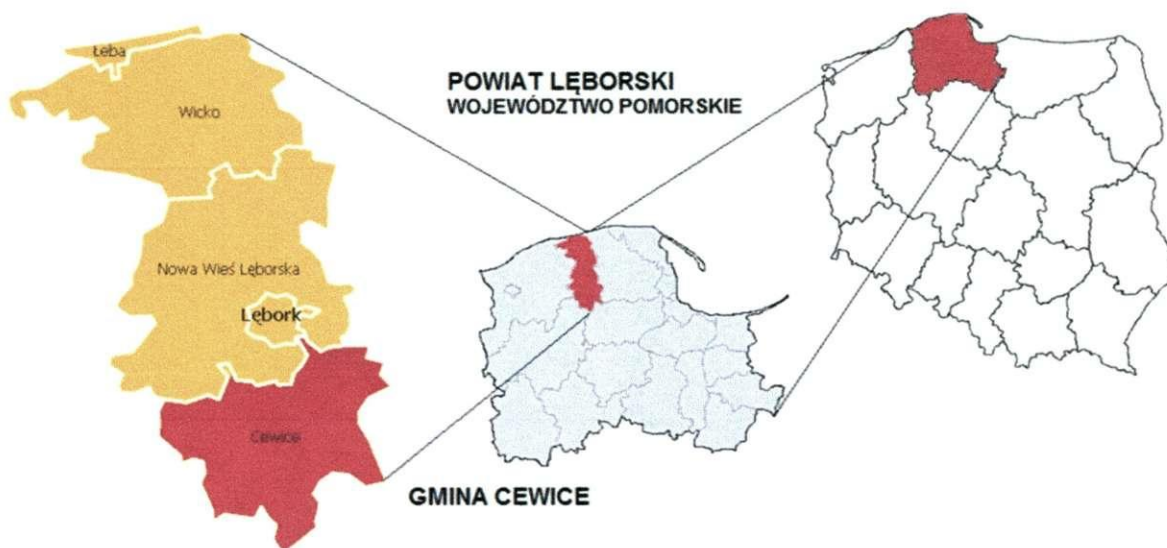 Łeba
Wicko
Nowa Wieś Lęborska
Lębork
Cewice
POWIAT LĘBORSKI
WOJEWÓDZTWO POMORSKIE
GMINA CEWICE